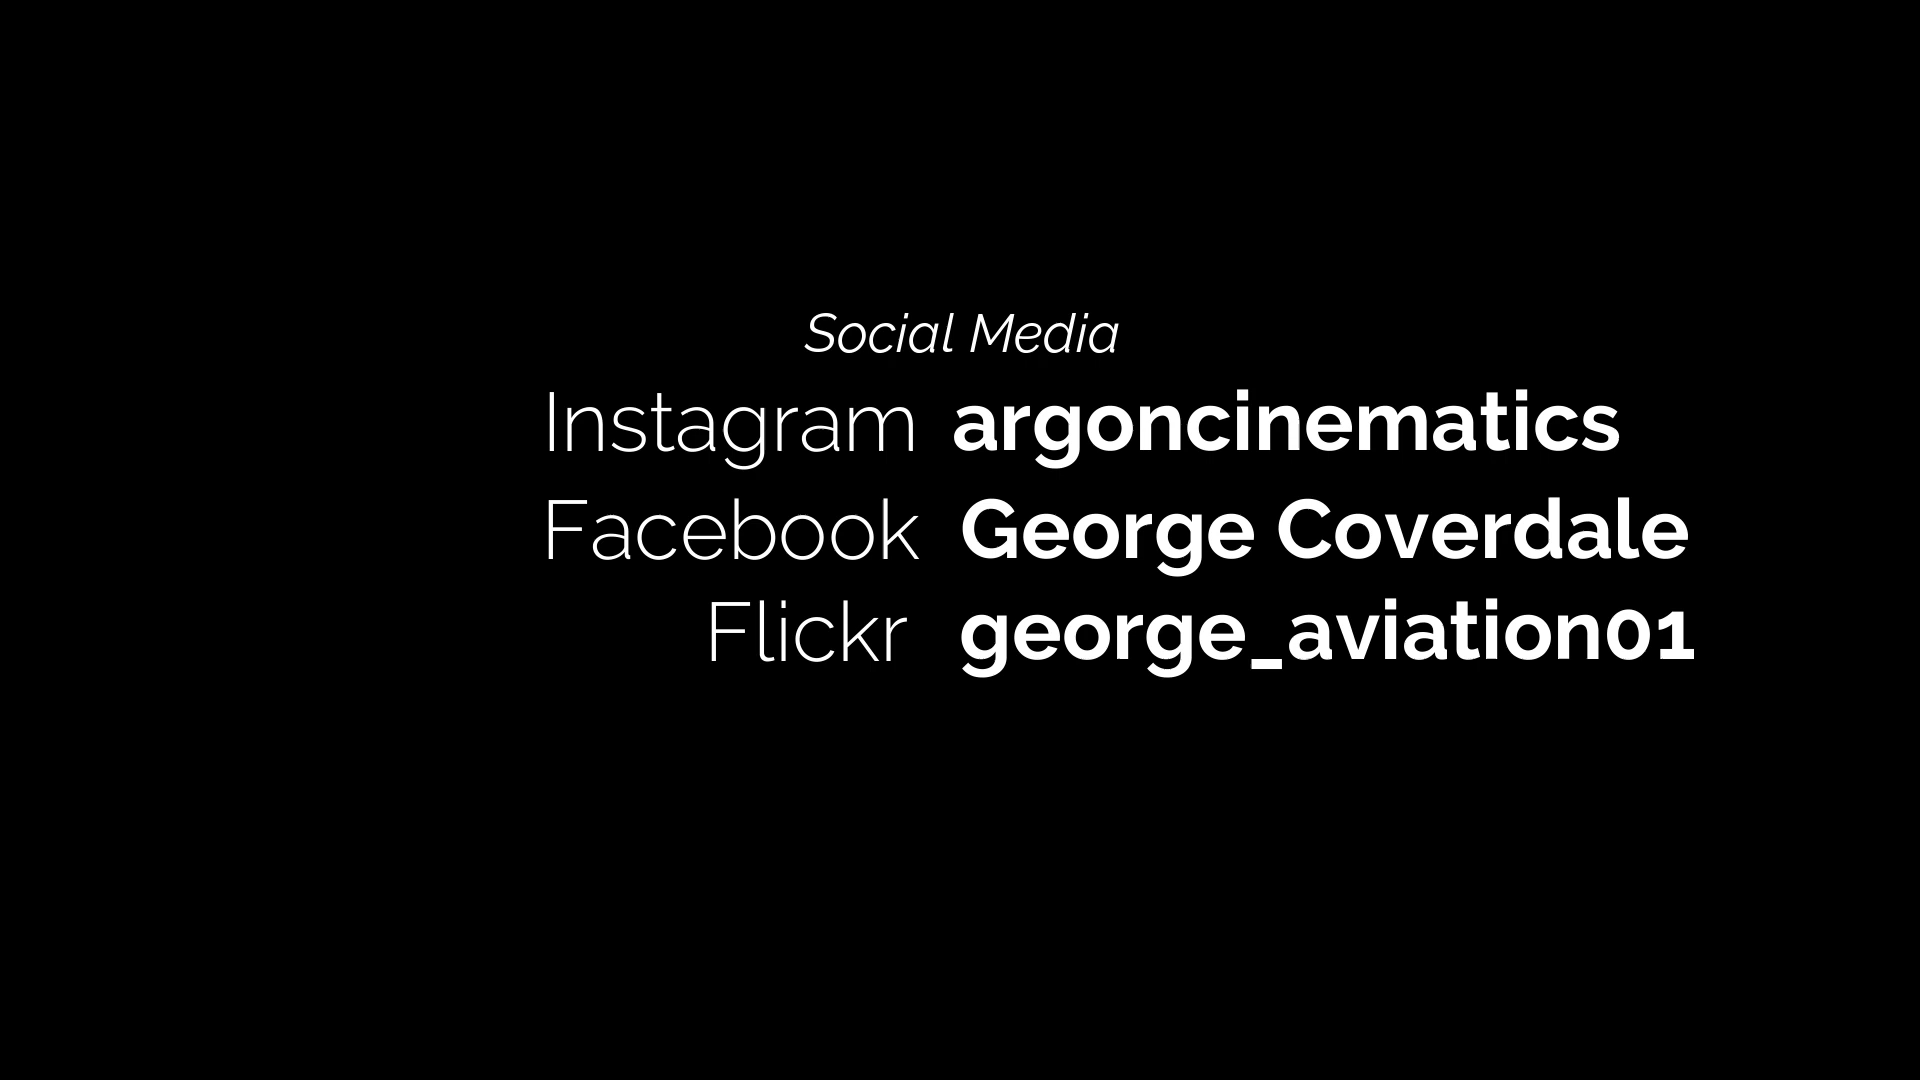 Social Media
Instagram argoncinematics
Facebook George Coverdale
Flickr george_aviation01